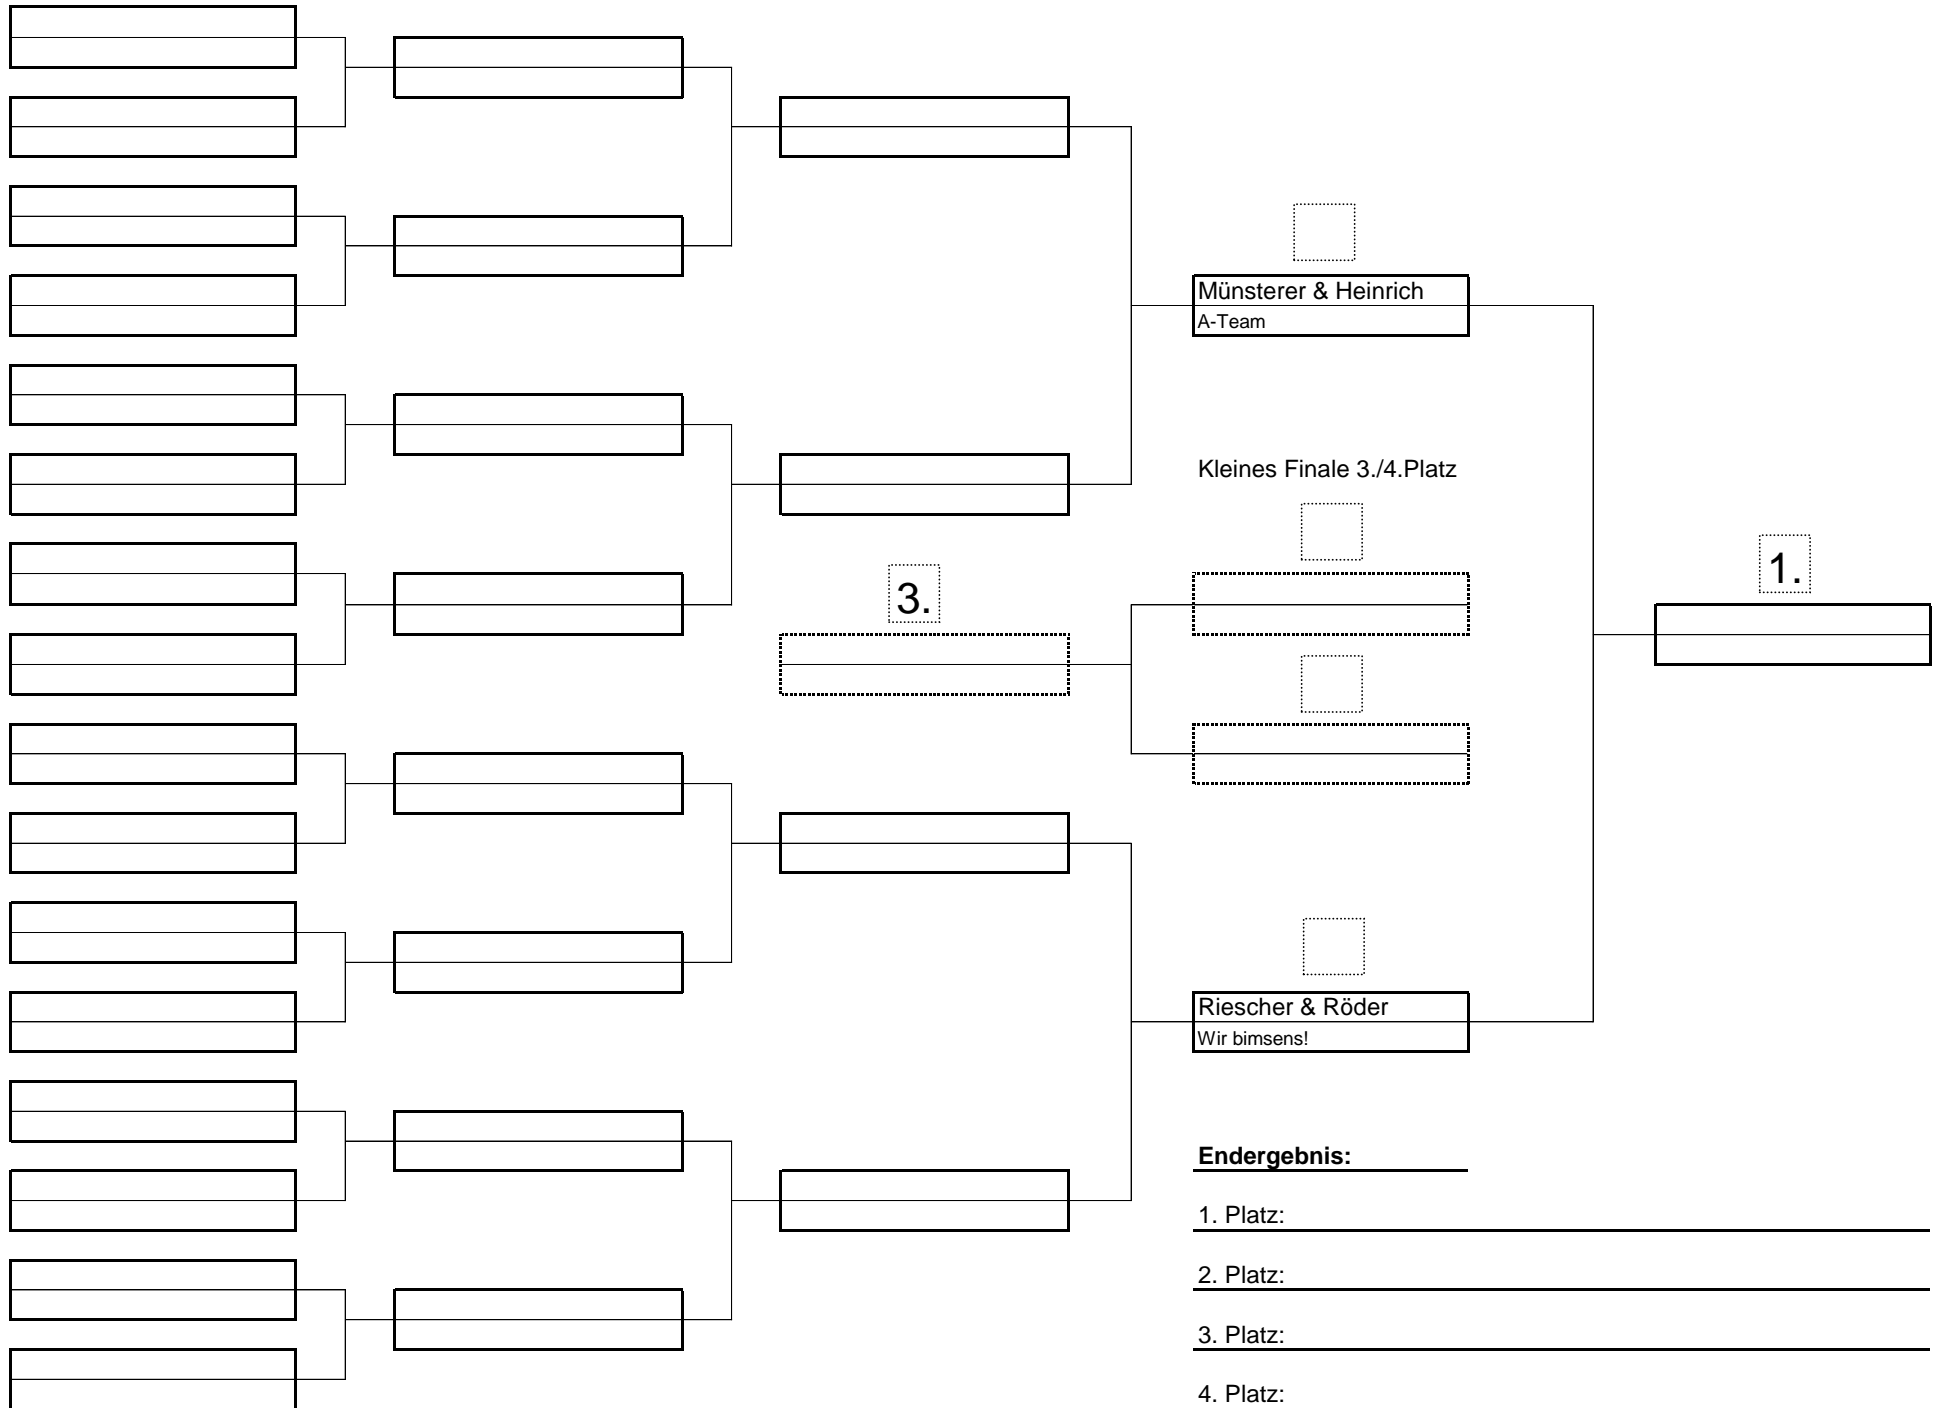 Münsterer & Heinrich
A-Team
Kleines Finale 3./4.Platz
3.
1.
Riescher & Röder
Wir bimsens!
Endergebnis:
1. Platz:
2. Platz:
3. Platz:
4. Platz: